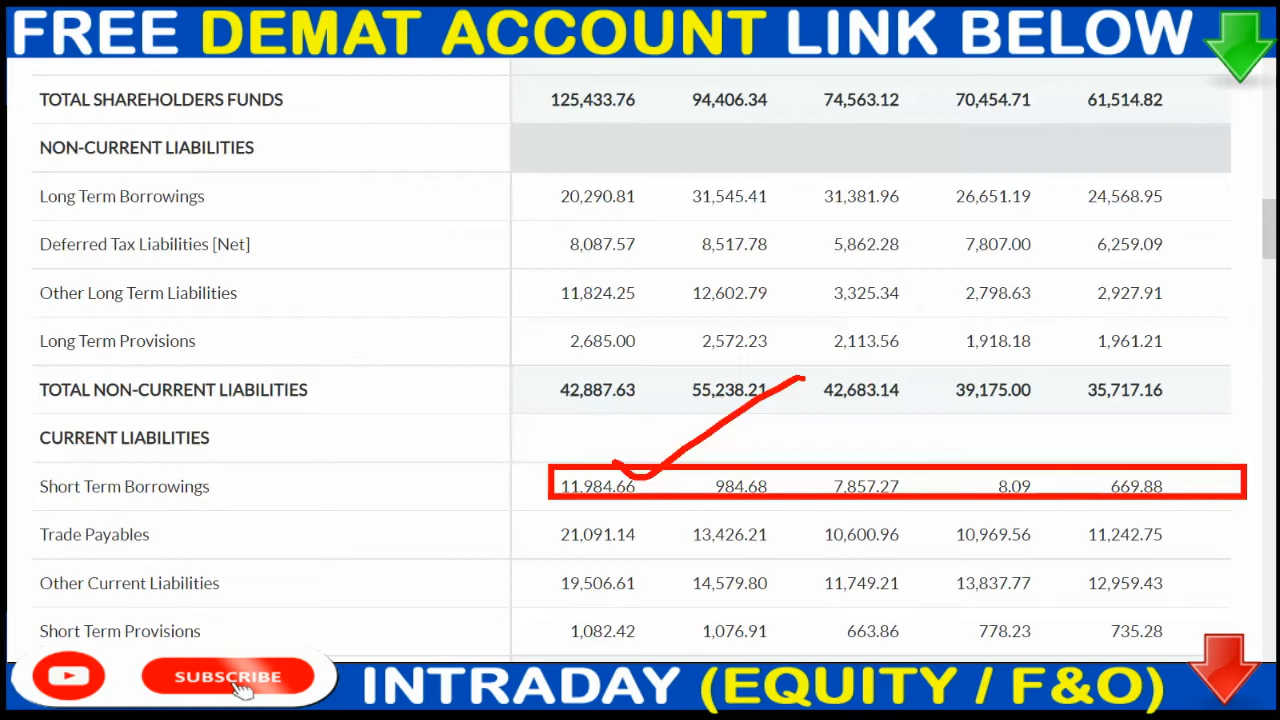 FREE DEMAT ACCOUNT LINK BELOW
TOTAL SHAREHOLDERS FUNDS 125,433.76 94,406.34 74,563.12 70,454.71 61,514.82
NON-CURRENT LIABILITIES
Long Term Borrowings 20,290.81 31,545.41 31,381.96 26,651.19 24,568.95
Deferred Tax Liabilities [Net] 8,087.57 8,517.78 5,862.28 7,807.00 6,259.09
Other Long Term Liabilities 11,824.25 12,602.79 3,325.34 2,798.63 2,927.91
Long Term Provisions 2,685.00 2,572.23 2,113.56 1,918.18 1,961.21
TOTAL NON-CURRENT LIABILITIES 42,887.63 55,238.21 42,683.14 39,175.00 35,717.16
CURRENT LIABILITIES
Short Term Borrowings 11,984.66 984.68 7,857.27 8.09 669.88
Trade Payables 21,091.14 13,426.21 10,600.96 10,969.56 11,242.75
Other Current Liabilities 19,506.61 14,579.80 11,749.21 13,837.77 12,959.43
Short Term Provisions 1,082.42 1,076.91 663.86 778.23 735.28
SUBSCRIBE
INTRADAY (EQUITY / F&O)